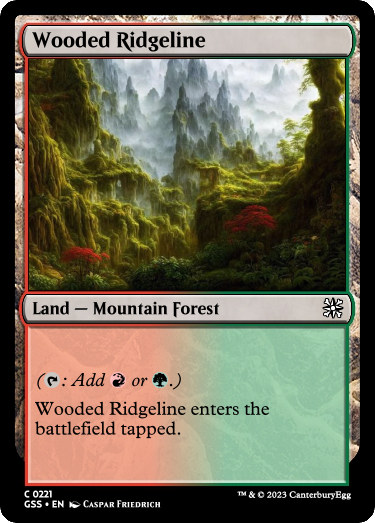 Wooded Ridgeline
Land — Mountain Forest
(T: Add R or G.)
Wooded Ridgeline enters the
battlefield tapped.
C 0221
GSS • EN Caspar Friedrich
™ & © 2023 CanterburyEgg